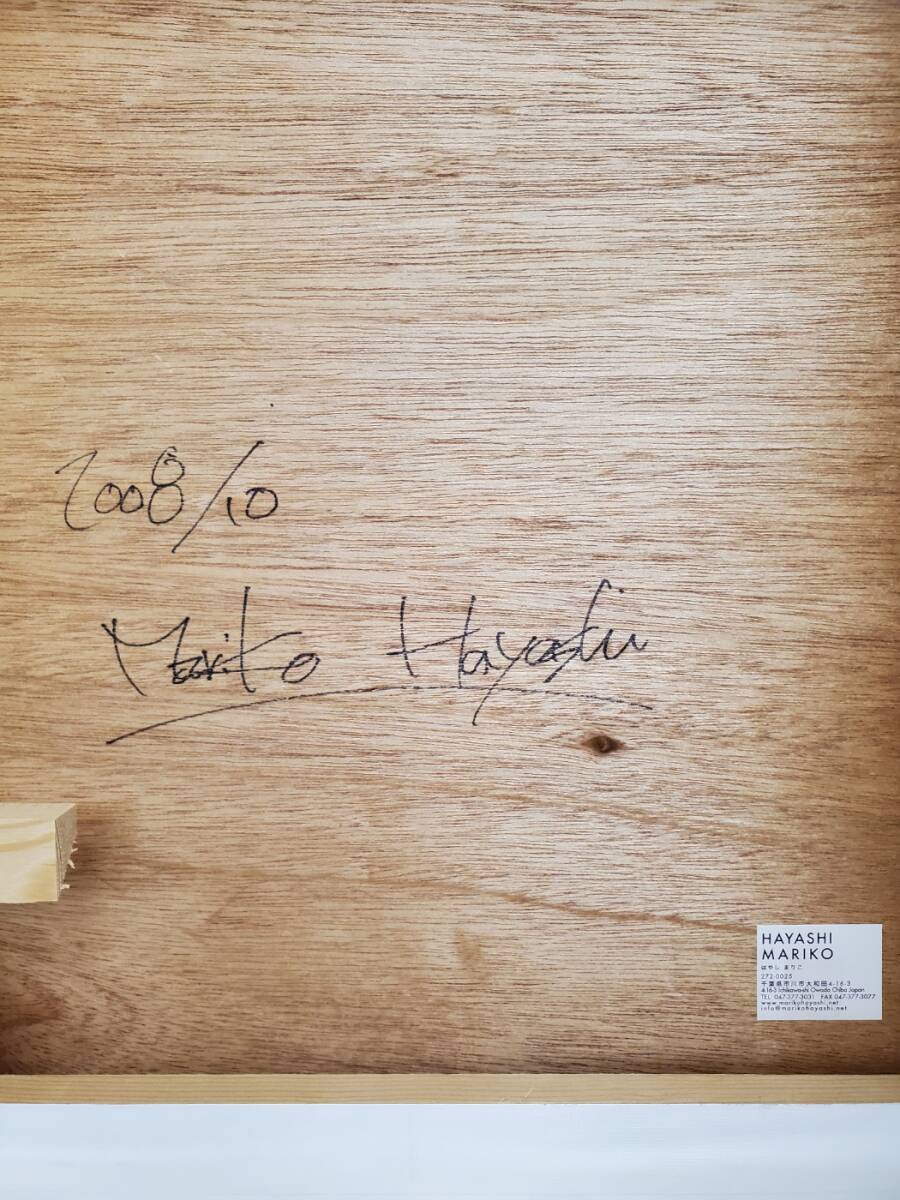 2008/10
Mariko Hayashi
HAYASHI
MARIKO
はやし まりこ
272-0025
千葉県市川市大和田4-16-3
4-16-3 Ichikawa-shi Owada Chiba Japan
TEL 047-377-3031 FAX 047-377-3077
www.marikohayashi.net
info@marikohayashi.net